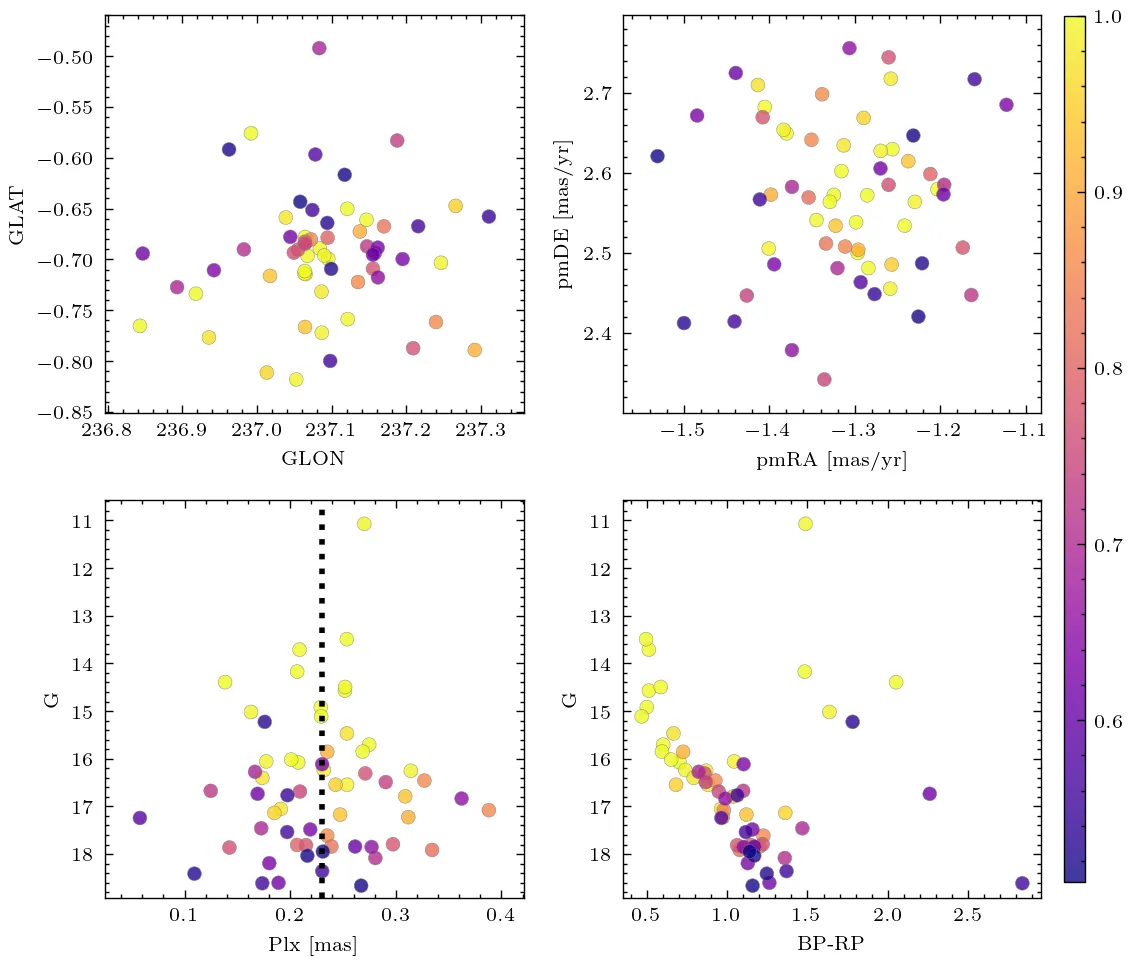 −0.50
−0.55
−0.60
−0.65
−0.70
−0.75
−0.80
−0.85
GLAT
236.8 236.9 237.0 237.1 237.2 237.3
GLON
2.7
2.6
2.5
2.4
pmDE [mas/yr]
−1.5 −1.4 −1.3 −1.2 −1.1
pmRA [mas/yr]
1.0
0.9
0.8
0.7
0.6
11
12
13
14
15
16
17
18
G
0.1 0.2 0.3 0.4
Plx [mas]
11
12
13
14
15
16
17
18
G
0.5 1.0 1.5 2.0 2.5
BP-RP